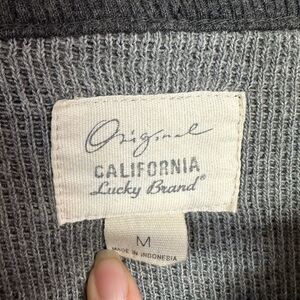 Original
CALIFORNIA
Lucky Brand®
M
MADE IN INDONESIA